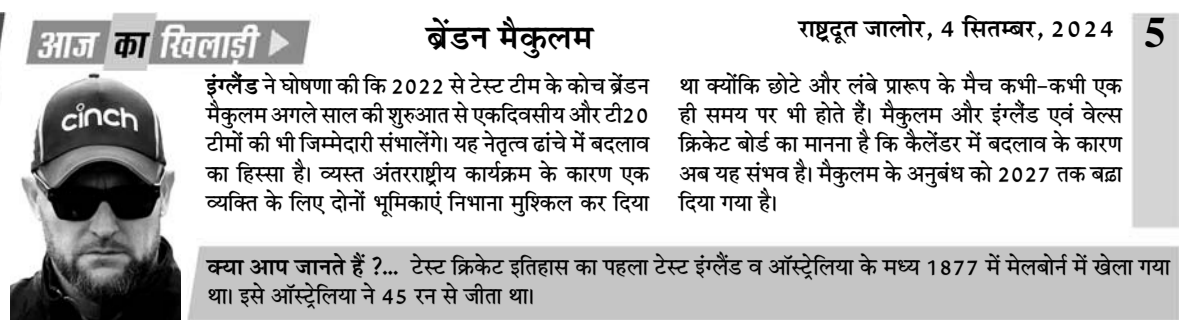 आज का खिलाड़ी
ब्रेंडन मैकुलम
राष्ट्रदूत जालोर, 4 सितम्बर, 2024
5
cinch
इंग्लैंड ने घोषणा की कि 2022 से टेस्ट टीम के कोच ब्रेंडन
मैकुलम अगले साल की शुरुआत से एकदिवसीय और टी20
टीमों की भी जिम्मेदारी संभालेंगे। यह नेतृत्व ढांचे में बदलाव
का हिस्सा है। व्यस्त अंतरराष्ट्रीय कार्यक्रम के कारण एक
व्यक्ति के लिए दोनों भूमिकाएं निभाना मुश्किल कर दिया
था क्योंकि छोटे और लंबे प्रारूप के मैच कभी-कभी एक
ही समय पर भी होते हैं। मैकुलम और इंग्लैंड एवं वेल्स
क्रिकेट बोर्ड का मानना है कि कैलेंडर में बदलाव के कारण
अब यह संभव है। मैकुलम के अनुबंध को 2027 तक बढ़ा
दिया गया है।
क्या आप जानते हैं ?... टेस्ट क्रिकेट इतिहास का पहला टेस्ट इंग्लैंड व ऑस्ट्रेलिया के मध्य 1877 में मेलबोर्न में खेला गया
था। इसे ऑस्ट्रेलिया ने 45 रन से जीता था।